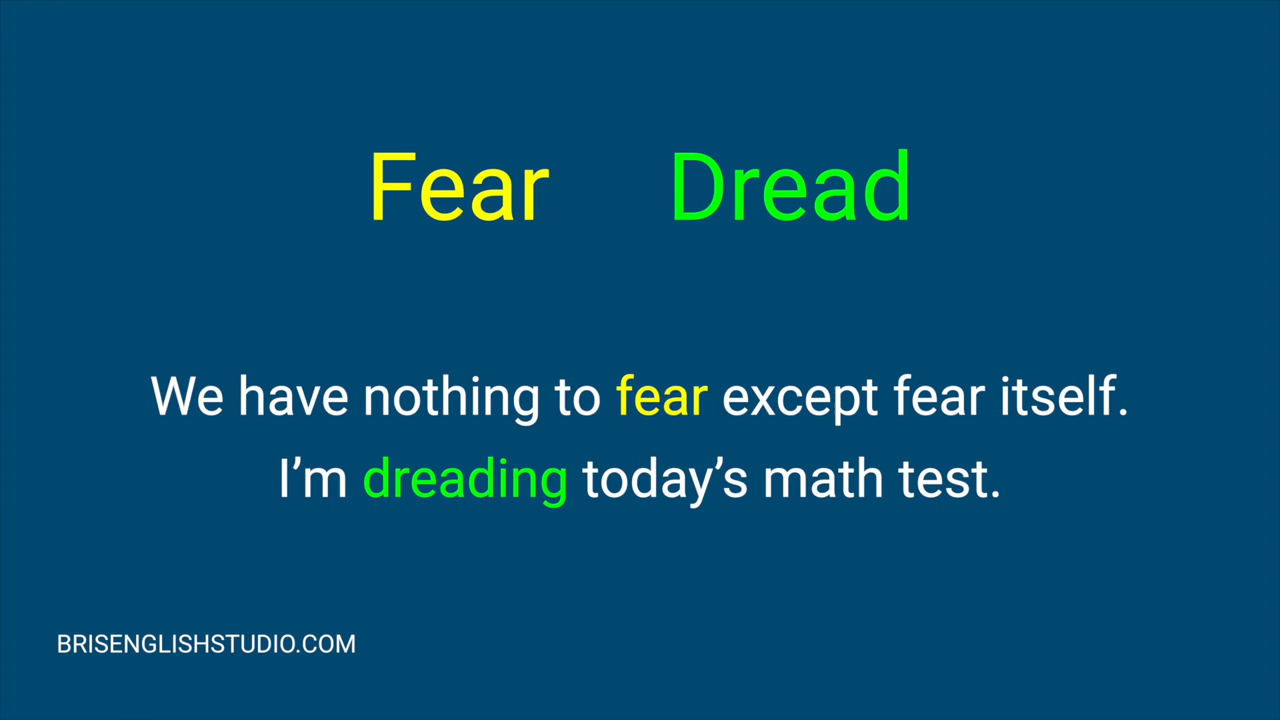 Fear Dread
We have nothing to fear except fear itself.
I’m dreading today’s math test.
BRISENGLISHSTUDIO.COM